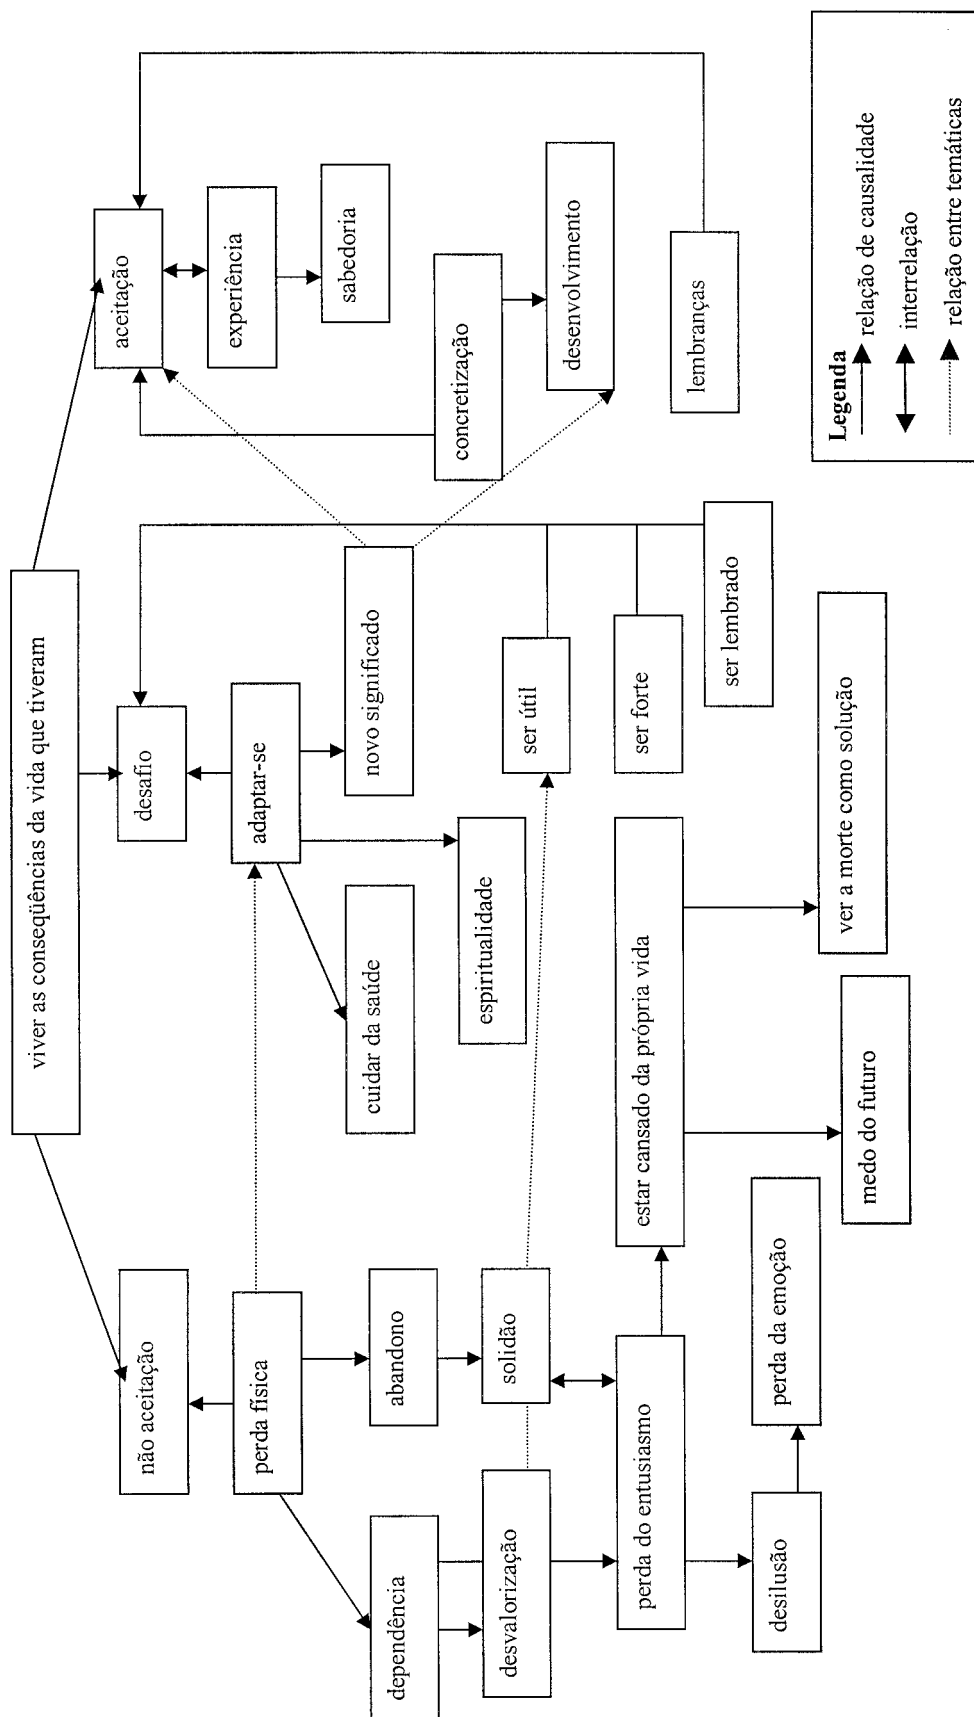 viver as conseqüências da vida que tiveram
não aceitação
desafio
aceitação
perda física
adaptar-se
experiência
dependência
abandono
cuidar da saúde
novo significado
sabedoria
desvalorização
solidão
espiritualidade
ser útil
concretização
perda do entusiasmo
estar cansado da própria vida
ser forte
desenvolvimento
desilusão
perda da emoção
medo do futuro
ver a morte como solução
ser lembrado
lembranças
Legenda
relação de causalidade
interrelação
relação entre temáticas